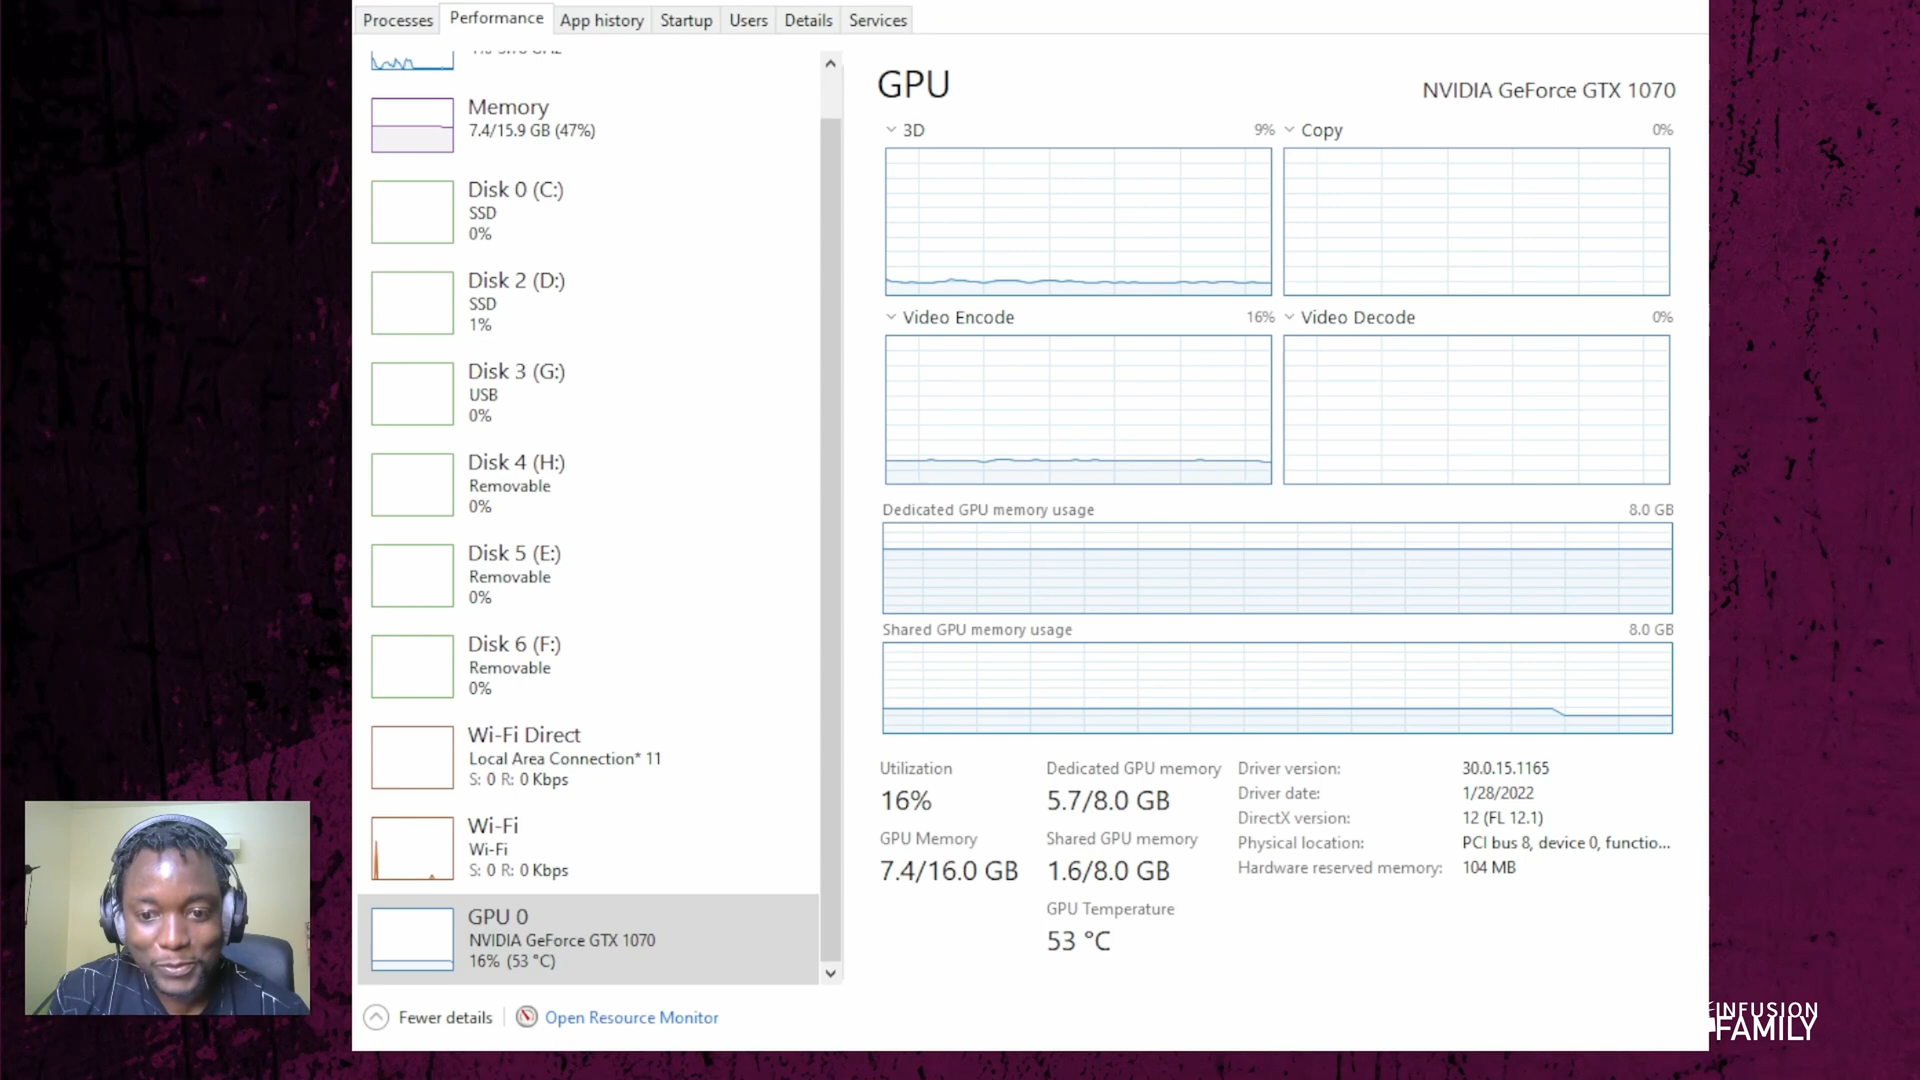 Processes Performance App history Startup Users Details Services
Memory
7.4/15.9 GB (47%)
Disk 0 (C:)
SSD
0%
Disk 2 (D:)
SSD
1%
Disk 3 (G:)
USB
0%
Disk 4 (H:)
Removable
0%
Disk 5 (E:)
Removable
0%
Disk 6 (F:)
Removable
0%
Wi-Fi Direct
Local Area Connection* 11
S: 0 R: 0 Kbps
Wi-Fi
Wi-Fi
S: 0 R: 0 Kbps
GPU 0
NVIDIA GeForce GTX 1070
16% (53 °C)
Fewer details
Open Resource Monitor
GPU
NVIDIA GeForce GTX 1070
3D 9% Copy 0%
Video Encode 16% Video Decode 0%
Dedicated GPU memory usage 8.0 GB
Shared GPU memory usage 8.0 GB
Utilization
16%
Dedicated GPU memory
5.7/8.0 GB
GPU Memory
7.4/16.0 GB
Shared GPU memory
1.6/8.0 GB
GPU Temperature
53 °C
Driver version: 30.0.15.1165
Driver date: 1/28/2022
DirectX version: 12 (FL 12.1)
Physical location: PCI bus 8, device 0, functio...
Hardware reserved memory: 104 MB
INFUSION
FAMILY